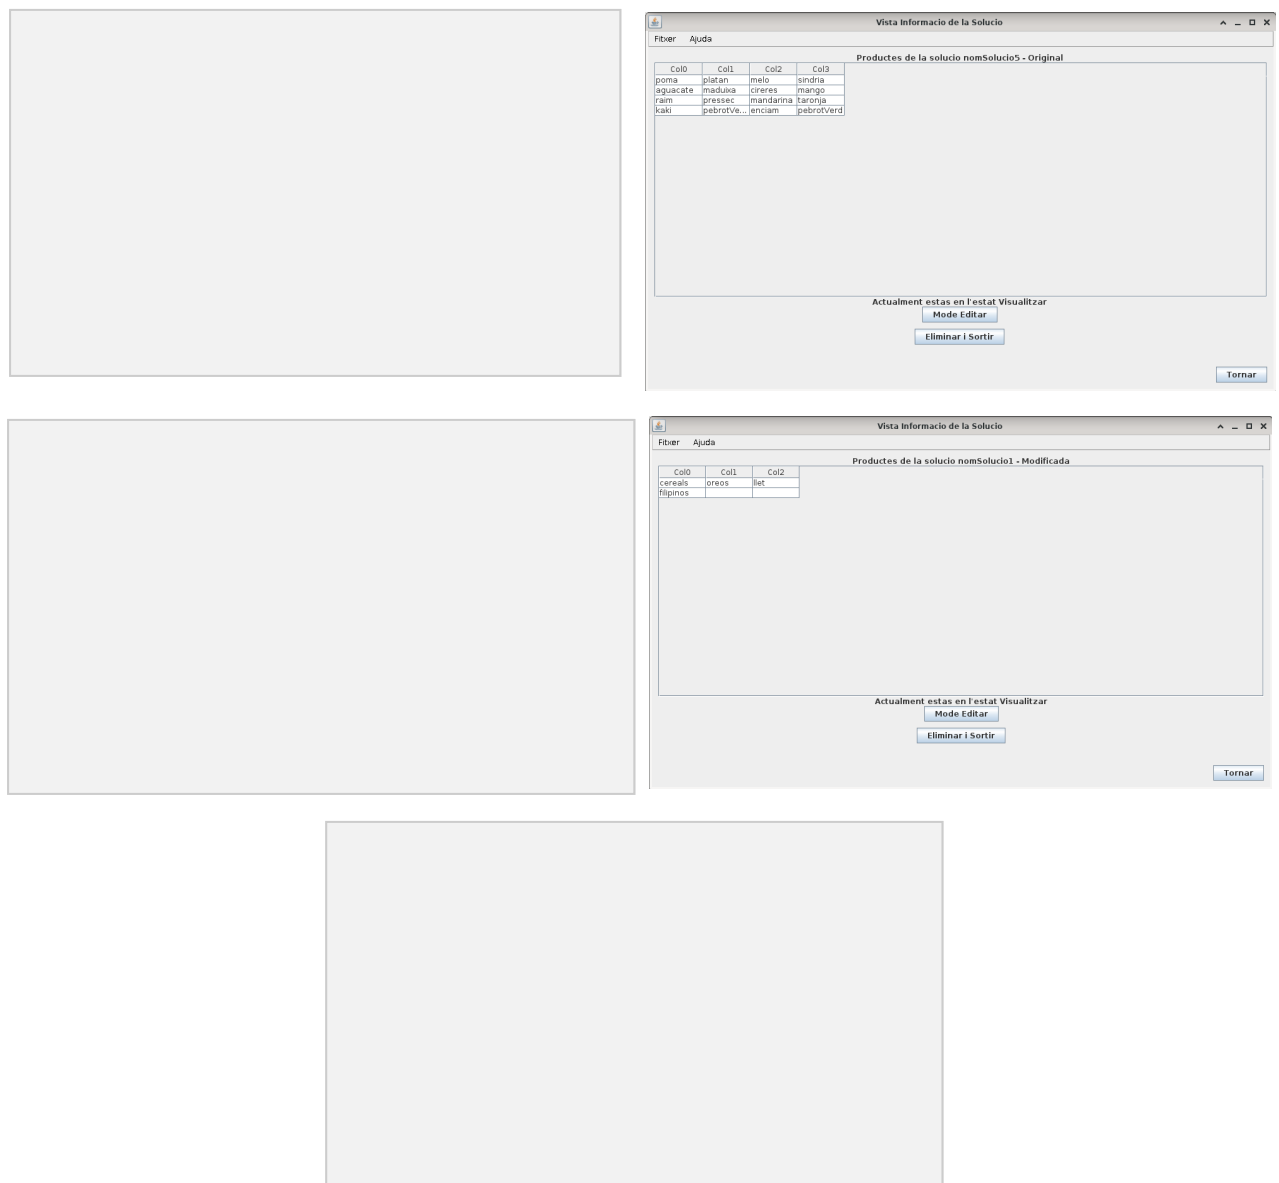 Vista Informacio de la Solucio
Fitxer Ajuda
Productes de la solucio nomSolucio5 - Original
Col0 Col1 Col2 Col3
poma platan melo sindria
aguacate maduixa cireres mango
raim pressec mandarina taronja
kaki pebrotVe... enciam pebrotVerd
Actualment estas en l'estat Visualitzar
Mode Editar
Eliminar i Sortir
Tornar
Vista Informacio de la Solucio
Fitxer Ajuda
Productes de la solucio nomSolucio1 - Modificada
Col0 Col1 Col2
cereals oreos llet
filipinos
Actualment estas en l'estat Visualitzar
Mode Editar
Eliminar i Sortir
Tornar